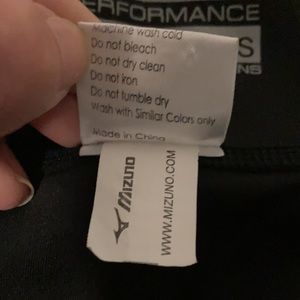 PERFORMANCE
S
Machine wash cold
Do not bleach
Do not dry clean
Do not iron
Do not tumble dry
Wash with Similar Colors only
Made in China
MIZUNO
WWW.MIZUNO.COM